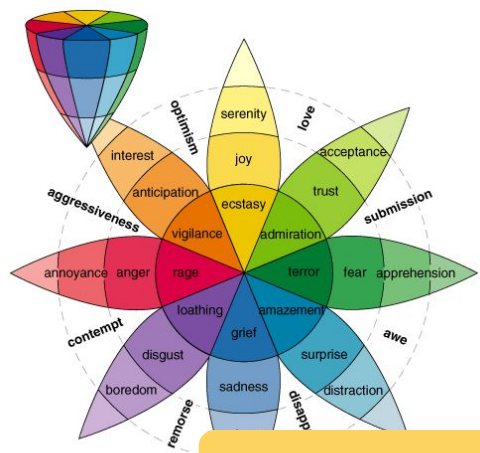 serenity
optimism
love
interest
joy
acceptance
anticipation
trust
ecstasy
aggressiveness
submission
vigilance
admiration
annoyance
anger
rage
terror
fear
apprehension
loathing
amazement
contempt
grief
awe
disgust
surprise
boredom
sadness
distraction
remorse